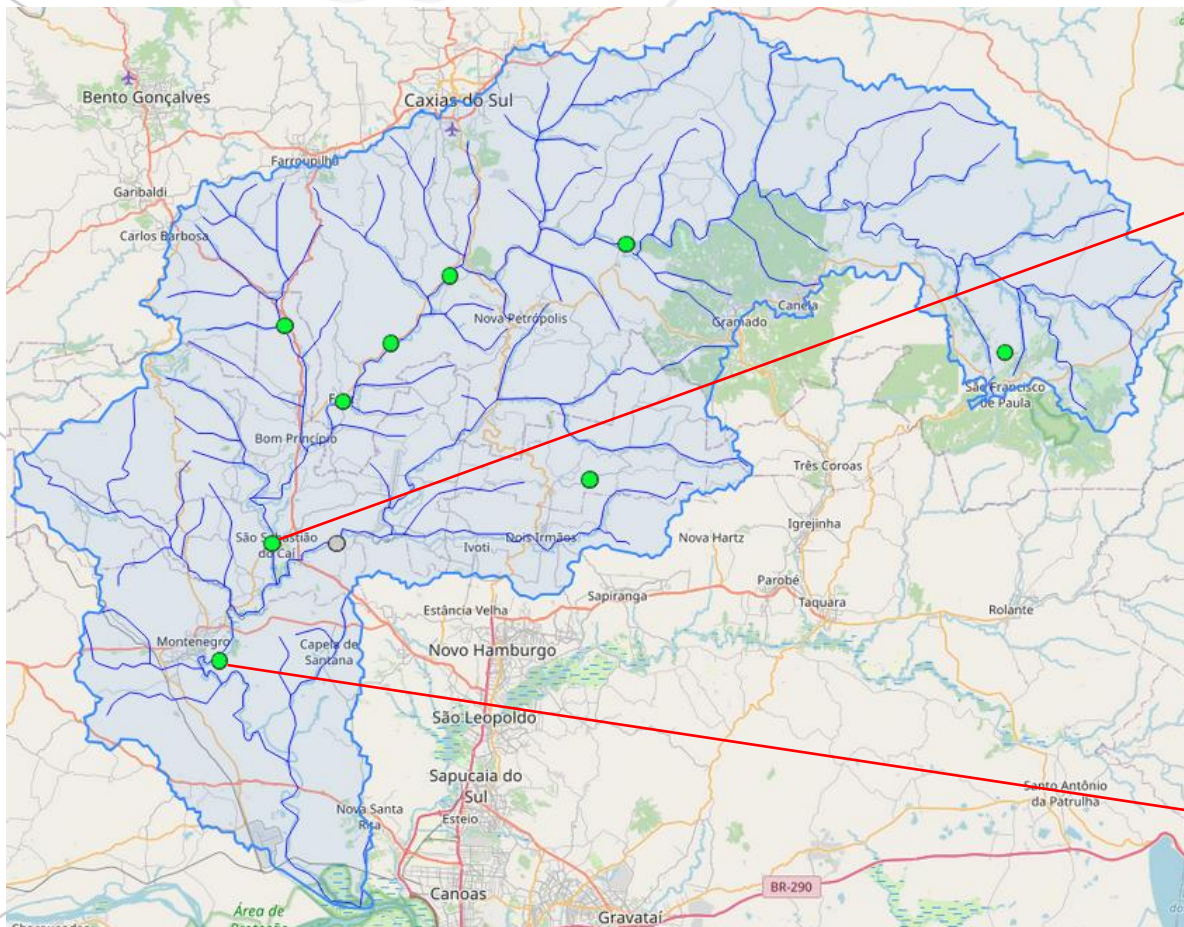 Bento Gonçalves
Caxias do Sul
Farroupilha
Garibaldi
Carlos Barbosa
Nova Petrópolis
Canela
Gramado
São Francisco
de Paula
Bom Princípio
Três Coroas
Igrejinha
São Sebastião
do Caí
Ivoti
Dois Irmãos
Nova Hartz
Parobé
Sapiranga
Taquara
Rolante
Estância Velha
Montenegro
Capela de
Santana
Novo Hamburgo
São Leopoldo
Sapucaia do
Sul
Santo Antônio
da Patrulha
Nova Santa
Rita
Esteio
BR-290
Canoas
Área de
Gravataí